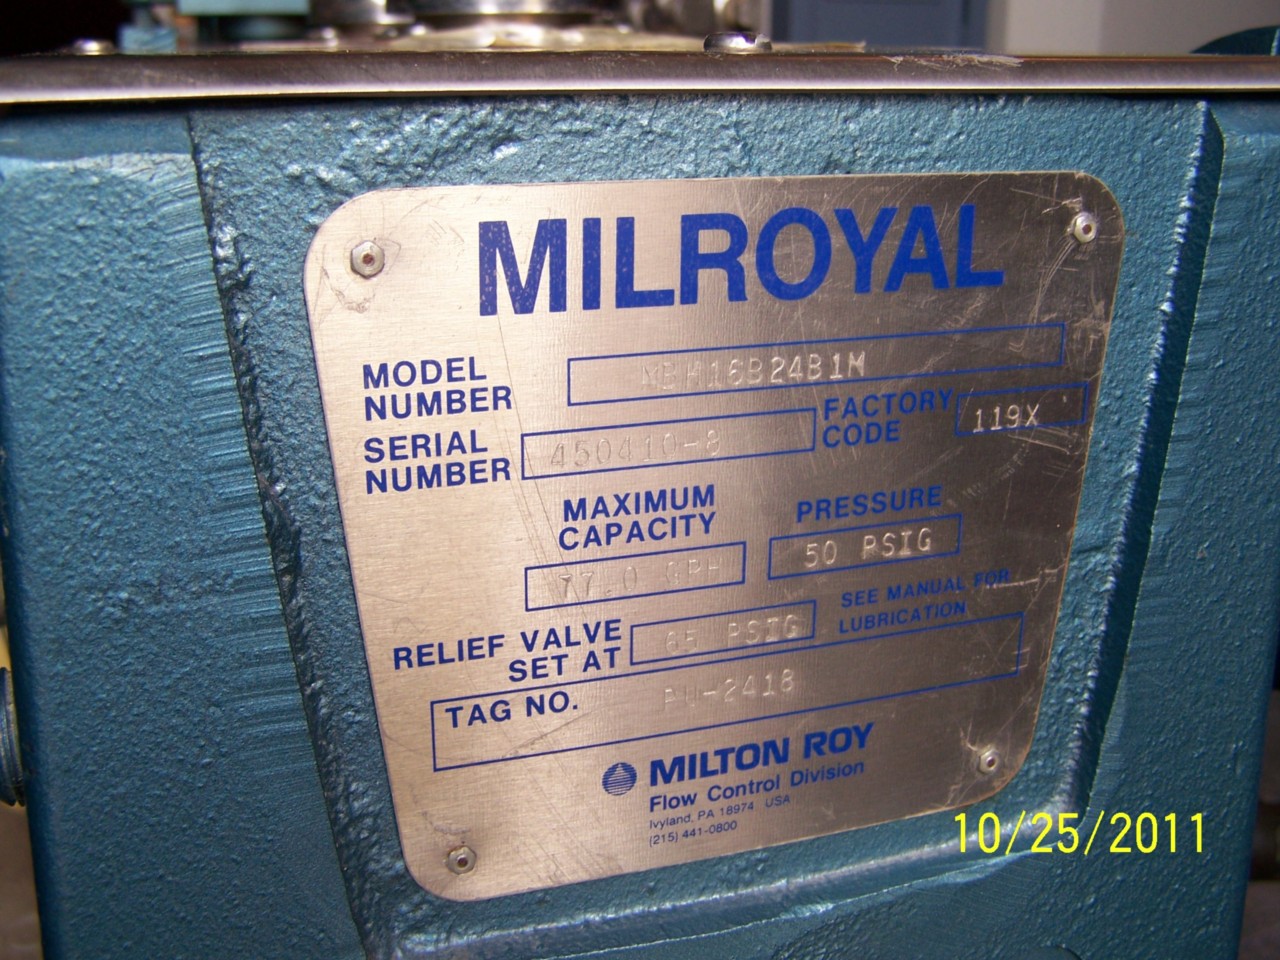 MILROYAL
MODEL NUMBER MBH16B24B1M
SERIAL NUMBER 450410-8 FACTORY CODE 119X
MAXIMUM CAPACITY 77.0 GPH PRESSURE 50 PSIG
RELIEF VALVE SET AT 65 PSIG SEE MANUAL FOR LUBRICATION
TAG NO. PU-2418
MILTON ROY
Flow Control Division
Ivyland, PA 18974 USA
(215) 441-0800
10/25/2011